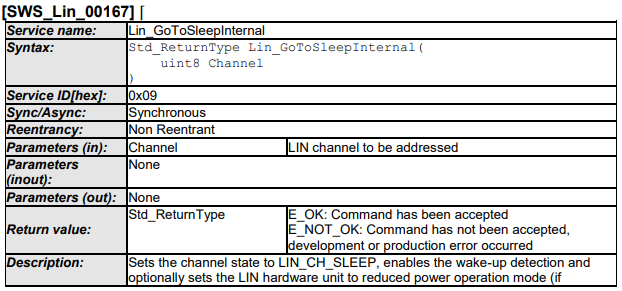 [SWS_Lin_00167] ⌈
Service name: Lin_GoToSleepInternal
Syntax: Std_ReturnType Lin_GoToSleepInternal(
uint8 Channel
)
Service ID[hex]: 0x09
Sync/Async: Synchronous
Reentrancy: Non Reentrant
Parameters (in): Channel LIN channel to be addressed
Parameters None
(inout):
Parameters (out): None
Return value: Std_ReturnType E_OK: Command has been accepted
E_NOT_OK: Command has not been accepted,
development or production error occurred
Description: Sets the channel state to LIN_CH_SLEEP, enables the wake-up detection and
optionally sets the LIN hardware unit to reduced power operation mode (if